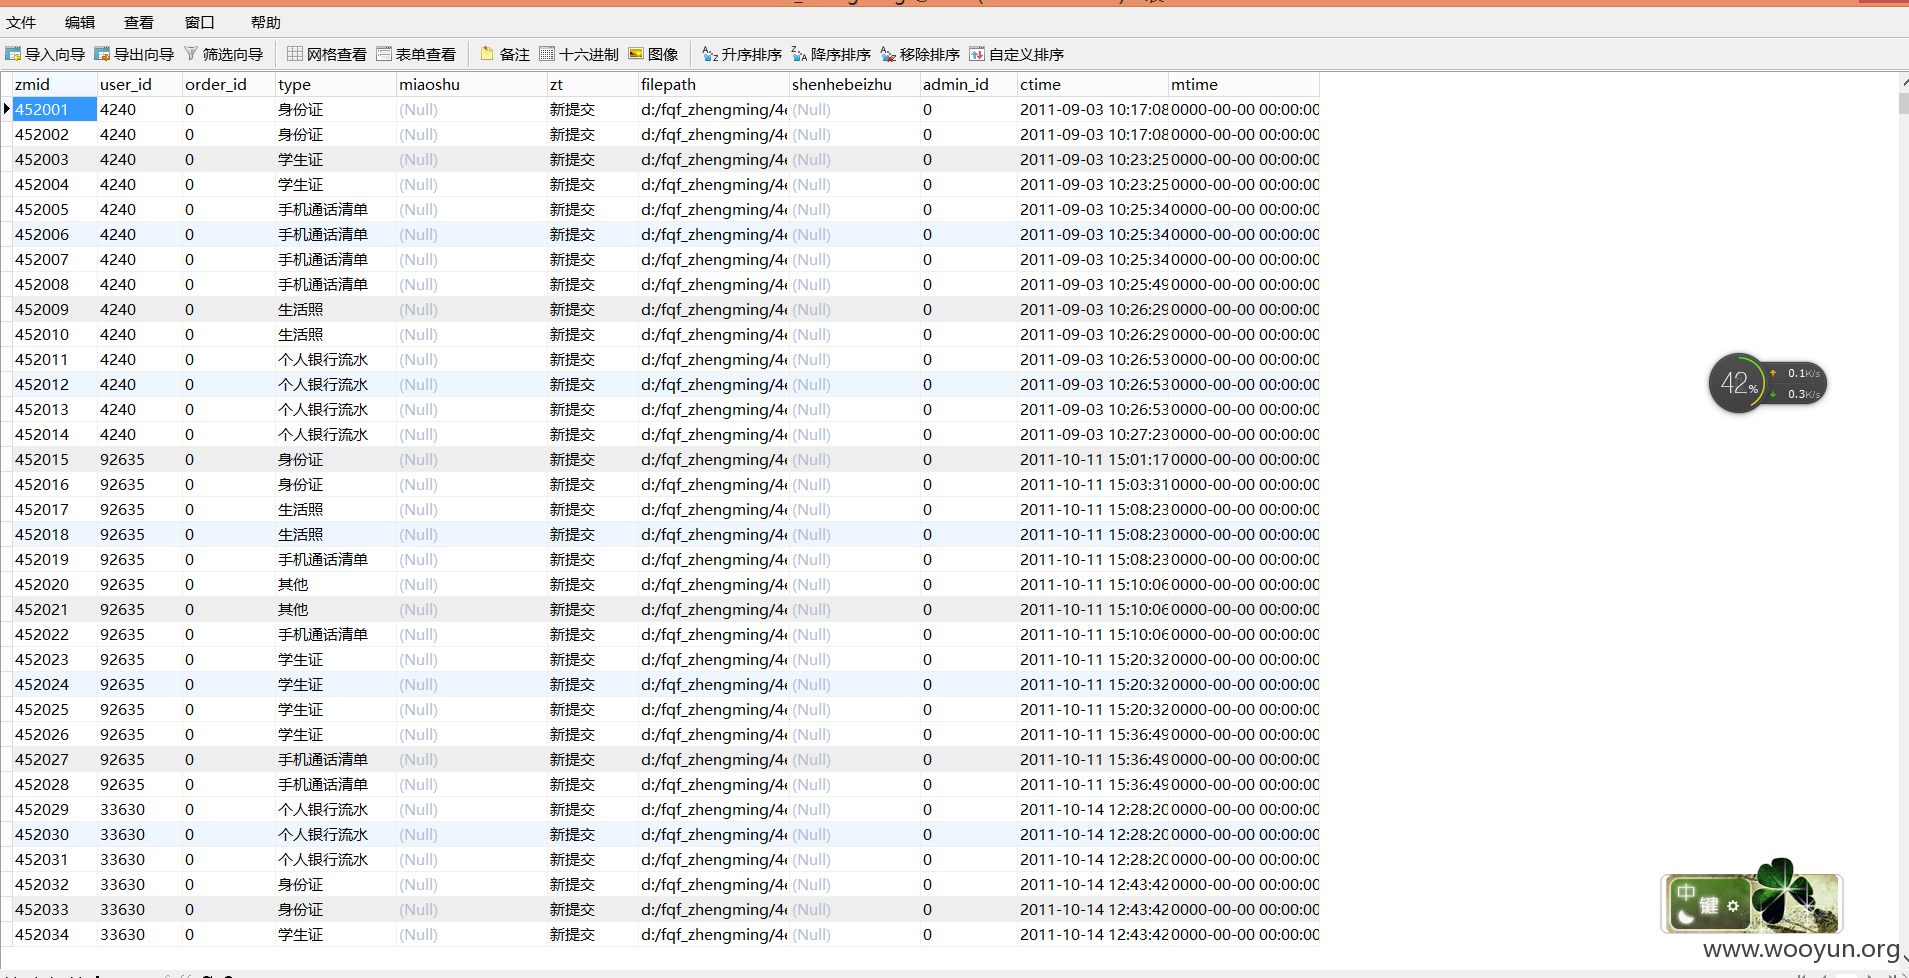 文件 编辑 查看 窗口 帮助
导入向导 导出向导 筛选向导 网格查看 表单查看 备注 十六进制 图像 升序排序 降序排序 移除排序 自定义排序
zmid user_id order_id type miaoshu zt filepath shenhebeizhu admin_id ctime mtime
452001 4240 0 身份证 (Null) 新提交 d:/fqf_zhengming/4e (Null) 0 2011-09-03 10:17:08 0000-00-00 00:00:00
452002 4240 0 身份证 (Null) 新提交 d:/fqf_zhengming/4e (Null) 0 2011-09-03 10:17:08 0000-00-00 00:00:00
452003 4240 0 学生证 (Null) 新提交 d:/fqf_zhengming/4e (Null) 0 2011-09-03 10:23:25 0000-00-00 00:00:00
452004 4240 0 学生证 (Null) 新提交 d:/fqf_zhengming/4e (Null) 0 2011-09-03 10:23:25 0000-00-00 00:00:00
452005 4240 0 手机通话清单 (Null) 新提交 d:/fqf_zhengming/4e (Null) 0 2011-09-03 10:25:34 0000-00-00 00:00:00
452006 4240 0 手机通话清单 (Null) 新提交 d:/fqf_zhengming/4e (Null) 0 2011-09-03 10:25:34 0000-00-00 00:00:00
452007 4240 0 手机通话清单 (Null) 新提交 d:/fqf_zhengming/4e (Null) 0 2011-09-03 10:25:34 0000-00-00 00:00:00
452008 4240 0 手机通话清单 (Null) 新提交 d:/fqf_zhengming/4e (Null) 0 2011-09-03 10:25:49 0000-00-00 00:00:00
452009 4240 0 生活照 (Null) 新提交 d:/fqf_zhengming/4e (Null) 0 2011-09-03 10:26:29 0000-00-00 00:00:00
452010 4240 0 生活照 (Null) 新提交 d:/fqf_zhengming/4e (Null) 0 2011-09-03 10:26:29 0000-00-00 00:00:00
452011 4240 0 个人银行流水 (Null) 新提交 d:/fqf_zhengming/4e (Null) 0 2011-09-03 10:26:53 0000-00-00 00:00:00
452012 4240 0 个人银行流水 (Null) 新提交 d:/fqf_zhengming/4e (Null) 0 2011-09-03 10:26:53 0000-00-00 00:00:00
452013 4240 0 个人银行流水 (Null) 新提交 d:/fqf_zhengming/4e (Null) 0 2011-09-03 10:26:53 0000-00-00 00:00:00
452014 4240 0 个人银行流水 (Null) 新提交 d:/fqf_zhengming/4e (Null) 0 2011-09-03 10:27:23 0000-00-00 00:00:00
452015 92635 0 身份证 (Null) 新提交 d:/fqf_zhengming/4e (Null) 0 2011-10-11 15:01:17 0000-00-00 00:00:00
452016 92635 0 身份证 (Null) 新提交 d:/fqf_zhengming/4e (Null) 0 2011-10-11 15:03:31 0000-00-00 00:00:00
452017 92635 0 生活照 (Null) 新提交 d:/fqf_zhengming/4e (Null) 0 2011-10-11 15:08:23 0000-00-00 00:00:00
452018 92635 0 生活照 (Null) 新提交 d:/fqf_zhengming/4e (Null) 0 2011-10-11 15:08:23 0000-00-00 00:00:00
452019 92635 0 手机通话清单 (Null) 新提交 d:/fqf_zhengming/4e (Null) 0 2011-10-11 15:08:23 0000-00-00 00:00:00
452020 92635 0 其他 (Null) 新提交 d:/fqf_zhengming/4e (Null) 0 2011-10-11 15:10:06 0000-00-00 00:00:00
452021 92635 0 其他 (Null) 新提交 d:/fqf_zhengming/4e (Null) 0 2011-10-11 15:10:06 0000-00-00 00:00:00
452022 92635 0 手机通话清单 (Null) 新提交 d:/fqf_zhengming/4e (Null) 0 2011-10-11 15:10:06 0000-00-00 00:00:00
452023 92635 0 学生证 (Null) 新提交 d:/fqf_zhengming/4e (Null) 0 2011-10-11 15:20:32 0000-00-00 00:00:00
452024 92635 0 学生证 (Null) 新提交 d:/fqf_zhengming/4e (Null) 0 2011-10-11 15:20:32 0000-00-00 00:00:00
452025 92635 0 学生证 (Null) 新提交 d:/fqf_zhengming/4e (Null) 0 2011-10-11 15:20:32 0000-00-00 00:00:00
452026 92635 0 学生证 (Null) 新提交 d:/fqf_zhengming/4e (Null) 0 2011-10-11 15:36:49 0000-00-00 00:00:00
452027 92635 0 手机通话清单 (Null) 新提交 d:/fqf_zhengming/4e (Null) 0 2011-10-11 15:36:49 0000-00-00 00:00:00
452028 92635 0 手机通话清单 (Null) 新提交 d:/fqf_zhengming/4e (Null) 0 2011-10-11 15:36:49 0000-00-00 00:00:00
452029 33630 0 个人银行流水 (Null) 新提交 d:/fqf_zhengming/4e (Null) 0 2011-10-14 12:28:20 0000-00-00 00:00:00
452030 33630 0 个人银行流水 (Null) 新提交 d:/fqf_zhengming/4e (Null) 0 2011-10-14 12:28:20 0000-00-00 00:00:00
452031 33630 0 个人银行流水 (Null) 新提交 d:/fqf_zhengming/4e (Null) 0 2011-10-14 12:28:20 0000-00-00 00:00:00
452032 33630 0 身份证 (Null) 新提交 d:/fqf_zhengming/4e (Null) 0 2011-10-14 12:43:42 0000-00-00 00:00:00
452033 33630 0 身份证 (Null) 新提交 d:/fqf_zhengming/4e (Null) 0 2011-10-14 12:43:42 0000-00-00 00:00:00
452034 33630 0 学生证 (Null) 新提交 d:/fqf_zhengming/4e (Null) 0 2011-10-14 12:43:42 0000-00-00 00:00:00
42% 0.1K/s
0.3K/s
中 键
www.wooyun.org